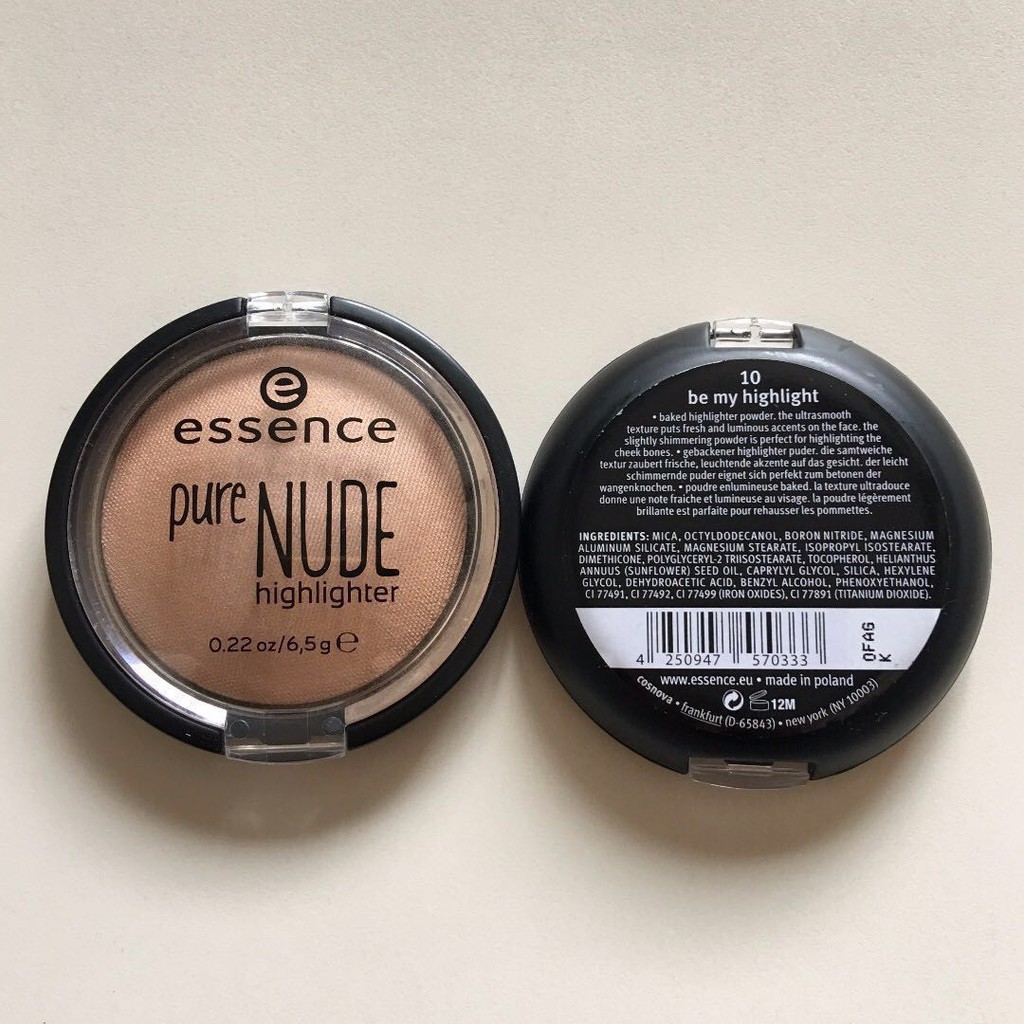 e
essence
pure NUDE
highlighter
0.22 oz/6,5 g ℮
10
be my highlight
• baked highlighter powder. the ultrasmooth
texture puts fresh and luminous accents on the face. the
slightly shimmering powder is perfect for highlighting the
cheek bones. • gebackener highlighter puder. die samtweiche
textur zaubert frische, leuchtende akzente auf das gesicht. der leicht
schimmernde puder eignet sich perfekt zum betonen der
wangenknochen. • poudre enlumineuse baked. la texture ultradouce
donne une note fraiche et lumineuse au visage. la poudre légèrement
brillante est parfaite pour rehausser les pommettes.
INGREDIENTS: MICA, OCTYLDODECANOL, BORON NITRIDE, MAGNESIUM
ALUMINUM SILICATE, MAGNESIUM STEARATE, ISOPROPYL ISOSTEARATE,
DIMETHICONE, POLYGLYCERYL-2 TRIISOSTEARATE, TOCOPHEROL, HELIANTHUS
ANNUUS (SUNFLOWER) SEED OIL, CAPRYLYL GLYCOL, SILICA, HEXYLENE
GLYCOL, DEHYDROACETIC ACID, BENZYL ALCOHOL, PHENOXYETHANOL,
CI 77491, CI 77492, CI 77499 (IRON OXIDES), CI 77891 (TITANIUM DIOXIDE).
4 250947 570333
0FAG
K
www.essence.eu • made in poland
12M
cosnova • frankfurt (D-65843) • new york (NY 10003)